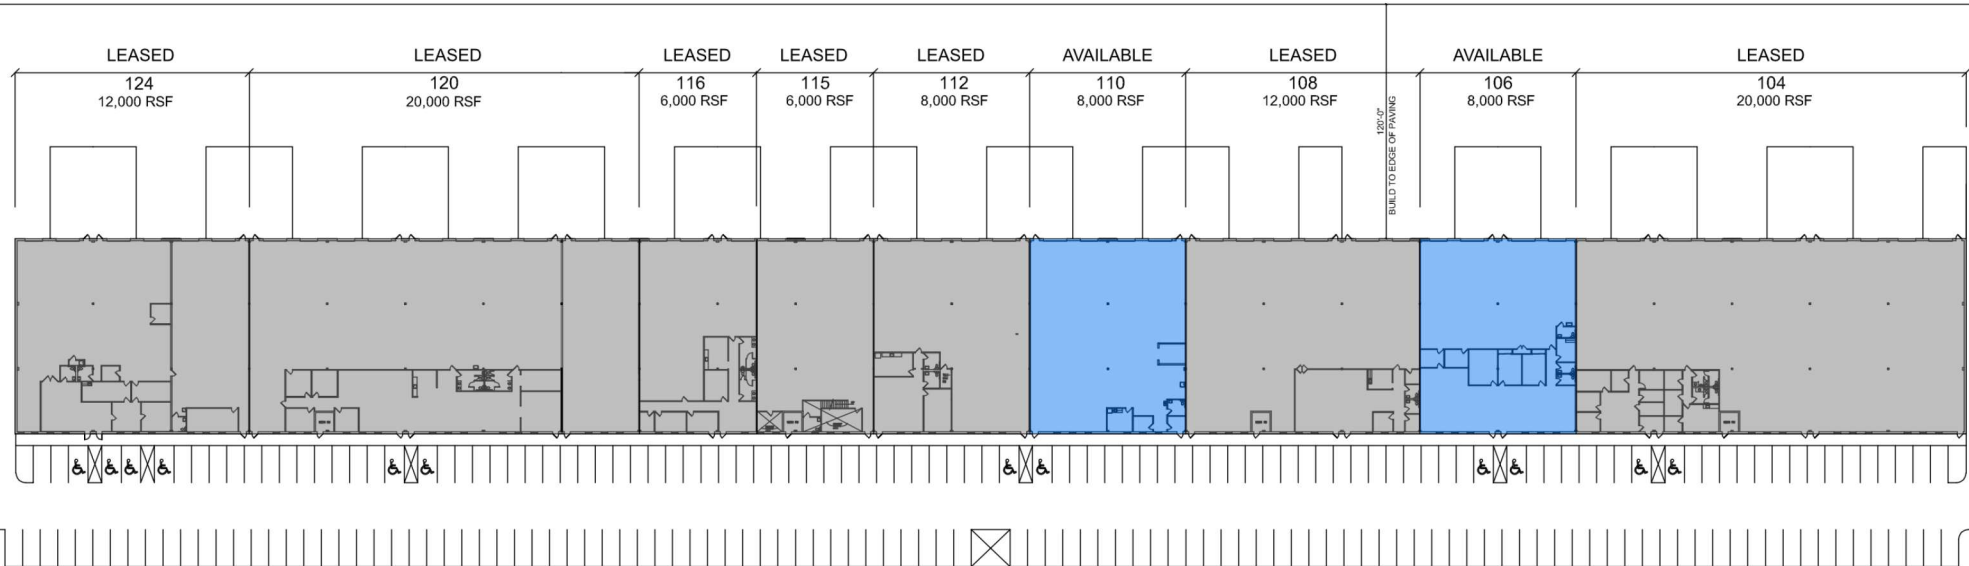 LEASED
LEASED
LEASED
LEASED
LEASED
AVAILABLE
LEASED
AVAILABLE
LEASED
124
120
116
115
112
110
108
106
104
12,000 RSF
20,000 RSF
6,000 RSF
6,000 RSF
8,000 RSF
8,000 RSF
12,000 RSF
8,000 RSF
20,000 RSF
120'-0"
BUILD TO EDGE OF PAVING